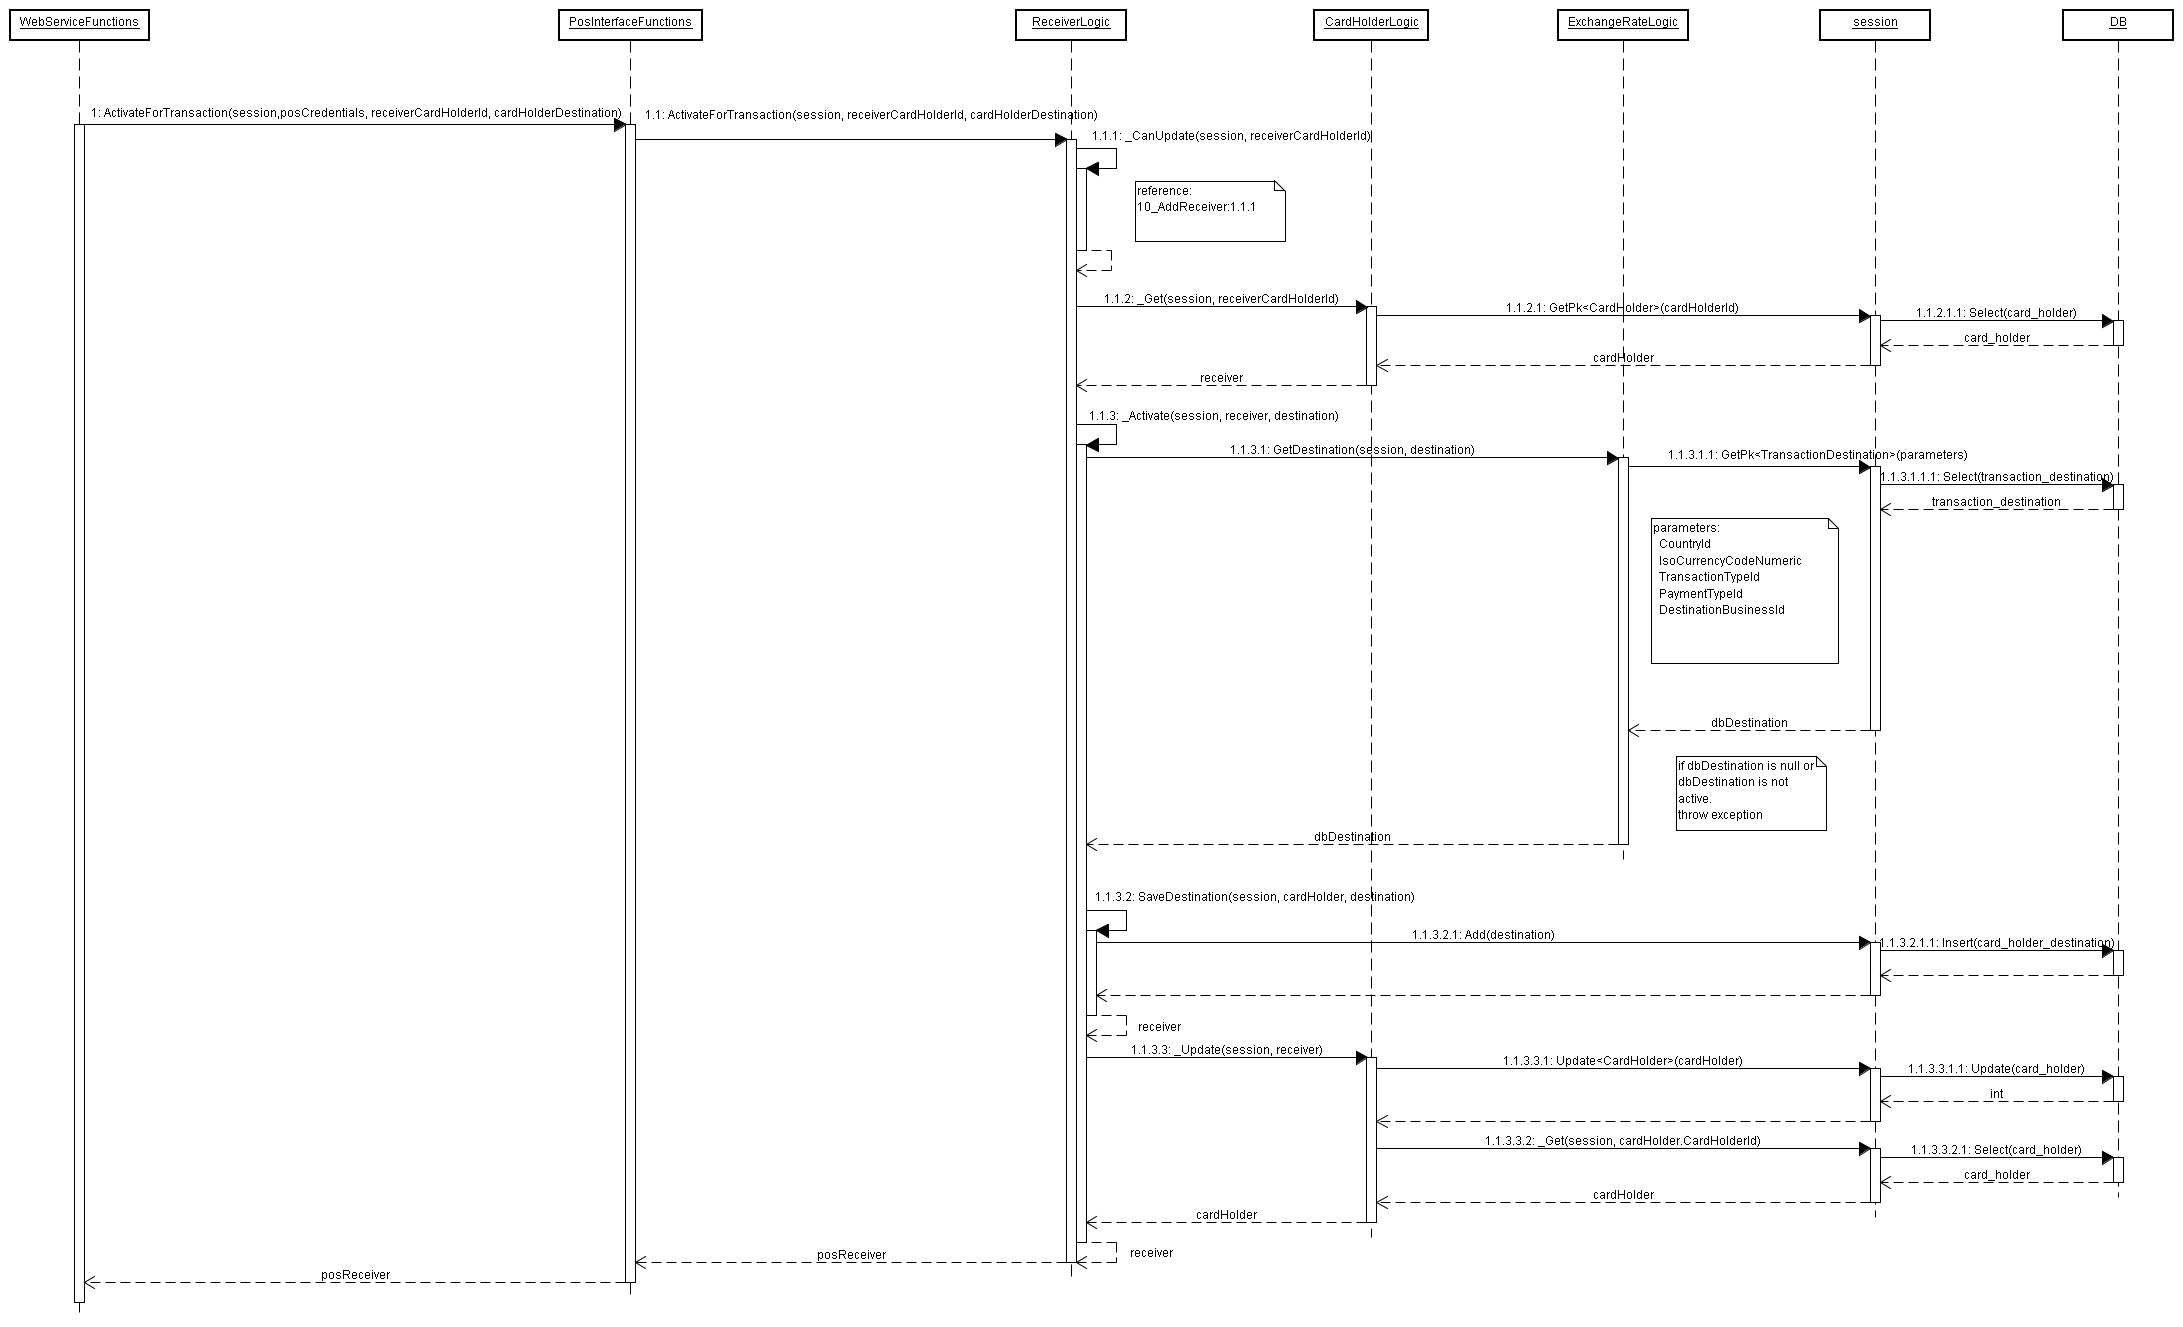 WebServiceFunctions
PosInterfaceFunctions
ReceiverLogic
CardHolderLogic
ExchangeRateLogic
session
DB
1: ActivateForTransaction(session,posCredentials, receiverCardHolderId, cardHolderDestination)
1.1: ActivateForTransaction(session, receiverCardHolderId, cardHolderDestination)
1.1.1: _CanUpdate(session, receiverCardHolderId)
reference:
10_AddReceiver:1.1.1
1.1.2: _Get(session, receiverCardHolderId)
1.1.2.1: GetPk<CardHolder>(cardHolderId)
1.1.2.1.1: Select(card_holder)
card_holder
cardHolder
receiver
1.1.3: _Activate(session, receiver, destination)
1.1.3.1: GetDestination(session, destination)
1.1.3.1.1: GetPk<TransactionDestination>(parameters)
1.1.3.1.1.1: Select(transaction_destination)
transaction_destination
parameters:
CountryId
IsoCurrencyCodeNumeric
TransactionTypeId
PaymentTypeId
DestinationBusinessId
dbDestination
if dbDestination is null or
dbDestination is not
active.
throw exception
dbDestination
1.1.3.2: SaveDestination(session, cardHolder, destination)
1.1.3.2.1: Add(destination)
1.1.3.2.1.1: Insert(card_holder_destination)
receiver
1.1.3.3: _Update(session, receiver)
1.1.3.3.1: Update<CardHolder>(cardHolder)
1.1.3.3.1.1: Update(card_holder)
int
1.1.3.3.2: _Get(session, cardHolder.CardHolderId)
1.1.3.3.2.1: Select(card_holder)
card_holder
cardHolder
cardHolder
receiver
posReceiver
posReceiver